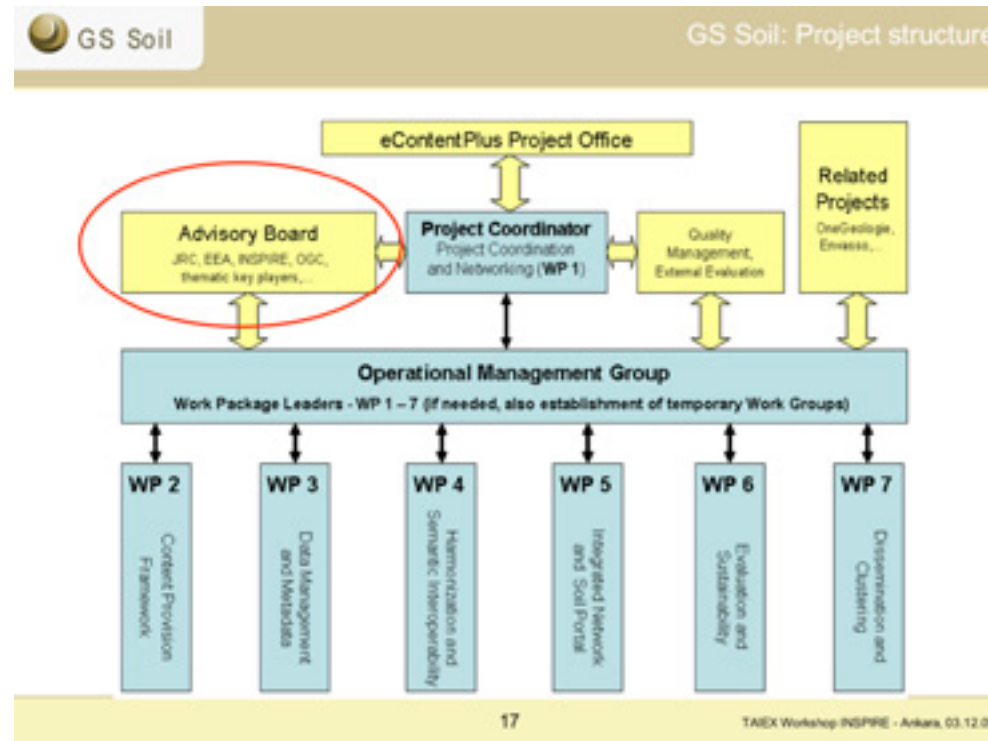 GS Soil
GS Soil: Project structure
eContentPlus Project Office
Related
Projects
OneGeologie,
Envasso,...
Advisory Board
JRC, EEA, INSPIRE, OGC,
thematic key players,...
Project Coordinator
Project Coordination
and Networking (WP 1)
Quality
Management,
External Evaluation
Operational Management Group
Work Package Leaders - WP 1 – 7 (if needed, also establishment of temporary Work Groups)
WP 2
Content Provision
Framework
WP 3
Data Management
and Metadata
WP 4
Harmonization and
Semantic Interoperability
WP 5
Integrated Network
and Soil Portal
WP 6
Evaluation and
Sustainability
WP 7
Dissemination and
Clustering
17
TAIEX Workshop INSPIRE - Ankara, 03.12.0